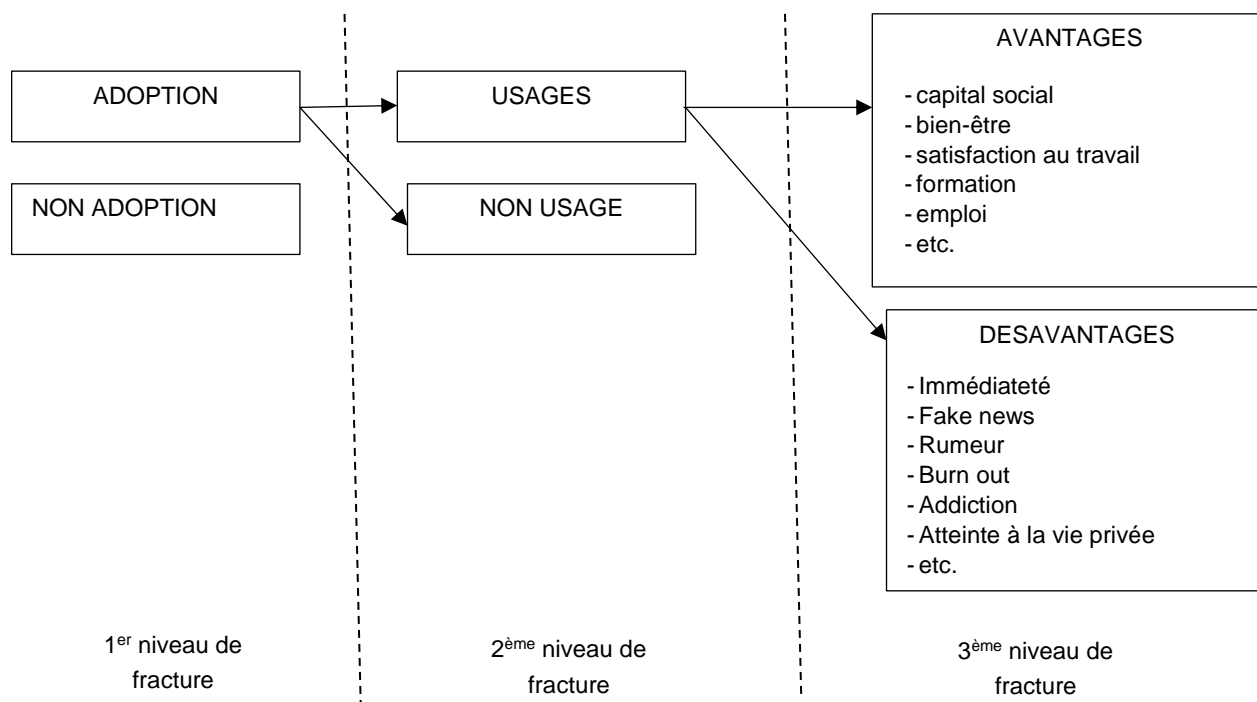 ADOPTION
NON ADOPTION
USAGES
NON USAGE
AVANTAGES
- capital social
- bien-être
- satisfaction au travail
- formation
- emploi
- etc.
DESAVANTAGES
- Immédiateté
- Fake news
- Rumeur
- Burn out
- Addiction
- Atteinte à la vie privée
- etc.
1er niveau de
fracture
2ème niveau de
fracture
3ème niveau de
fracture